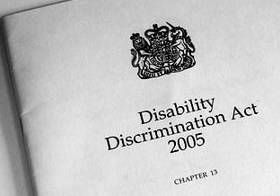 Disability
Discrimination Act
2005
CHAPTER 13